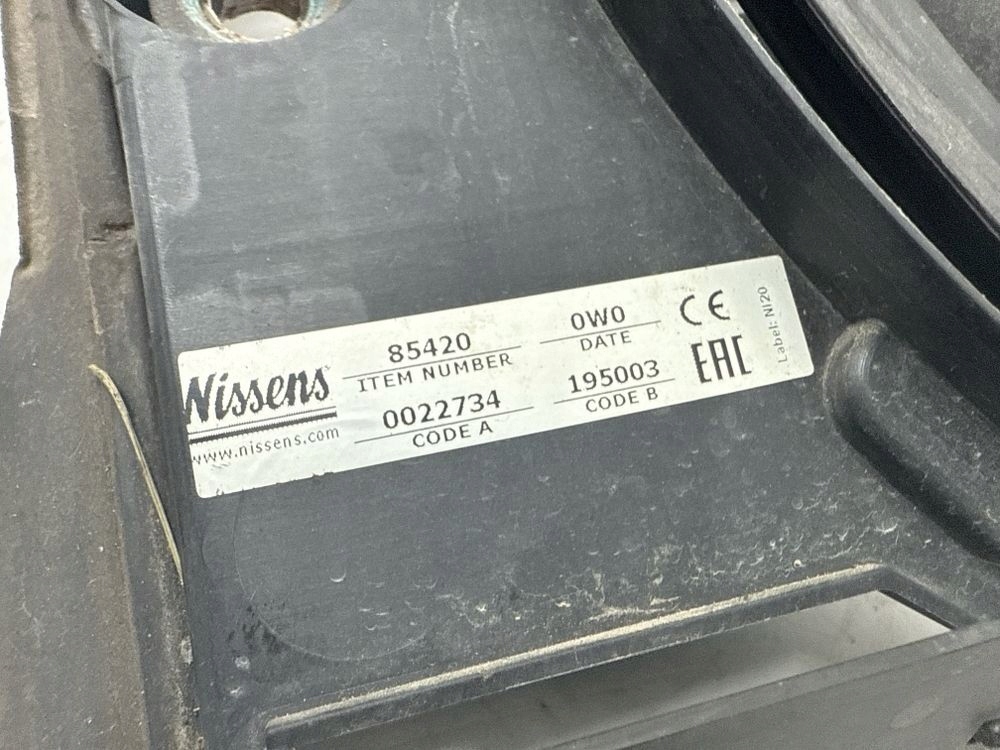 Nissens
www.nissens.com
85420
ITEM NUMBER
0022734
CODE A
0W0
DATE
195003
CODE B
CE
EAC
Label: NI20